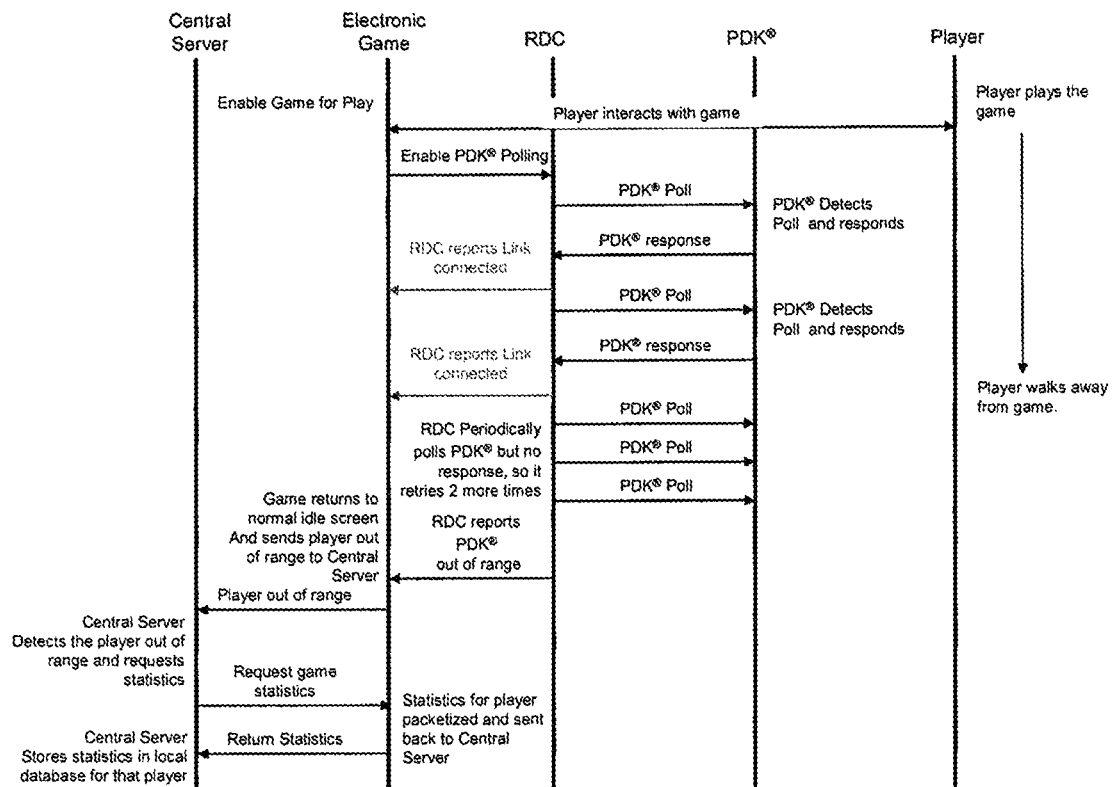 Central
Server
Electronic
Game
RDC
PDK®
Player
Enable Game for Play
Player interacts with game
Player plays the
game
Enable PDK® Polling
PDK® Poll
PDK® Detects
Poll and responds
PDK® response
RDC reports Link
connected
PDK® Poll
PDK® Detects
Poll and responds
PDK® response
RDC reports Link
connected
Player walks away
from game.
PDK® Poll
RDC Periodically
polls PDK® but no
response, so it
retries 2 more times
PDK® Poll
PDK® Poll
Game returns to
normal idle screen
And sends player out
of range to Central
Server
RDC reports
PDK®
out of range
Player out of range
Central Server
Detects the player out of
range and requests
statistics
Request game
statistics
Statistics for player
packetized and sent
back to Central
Server
Return Statistics
Central Server
Stores statistics in local
database for that player